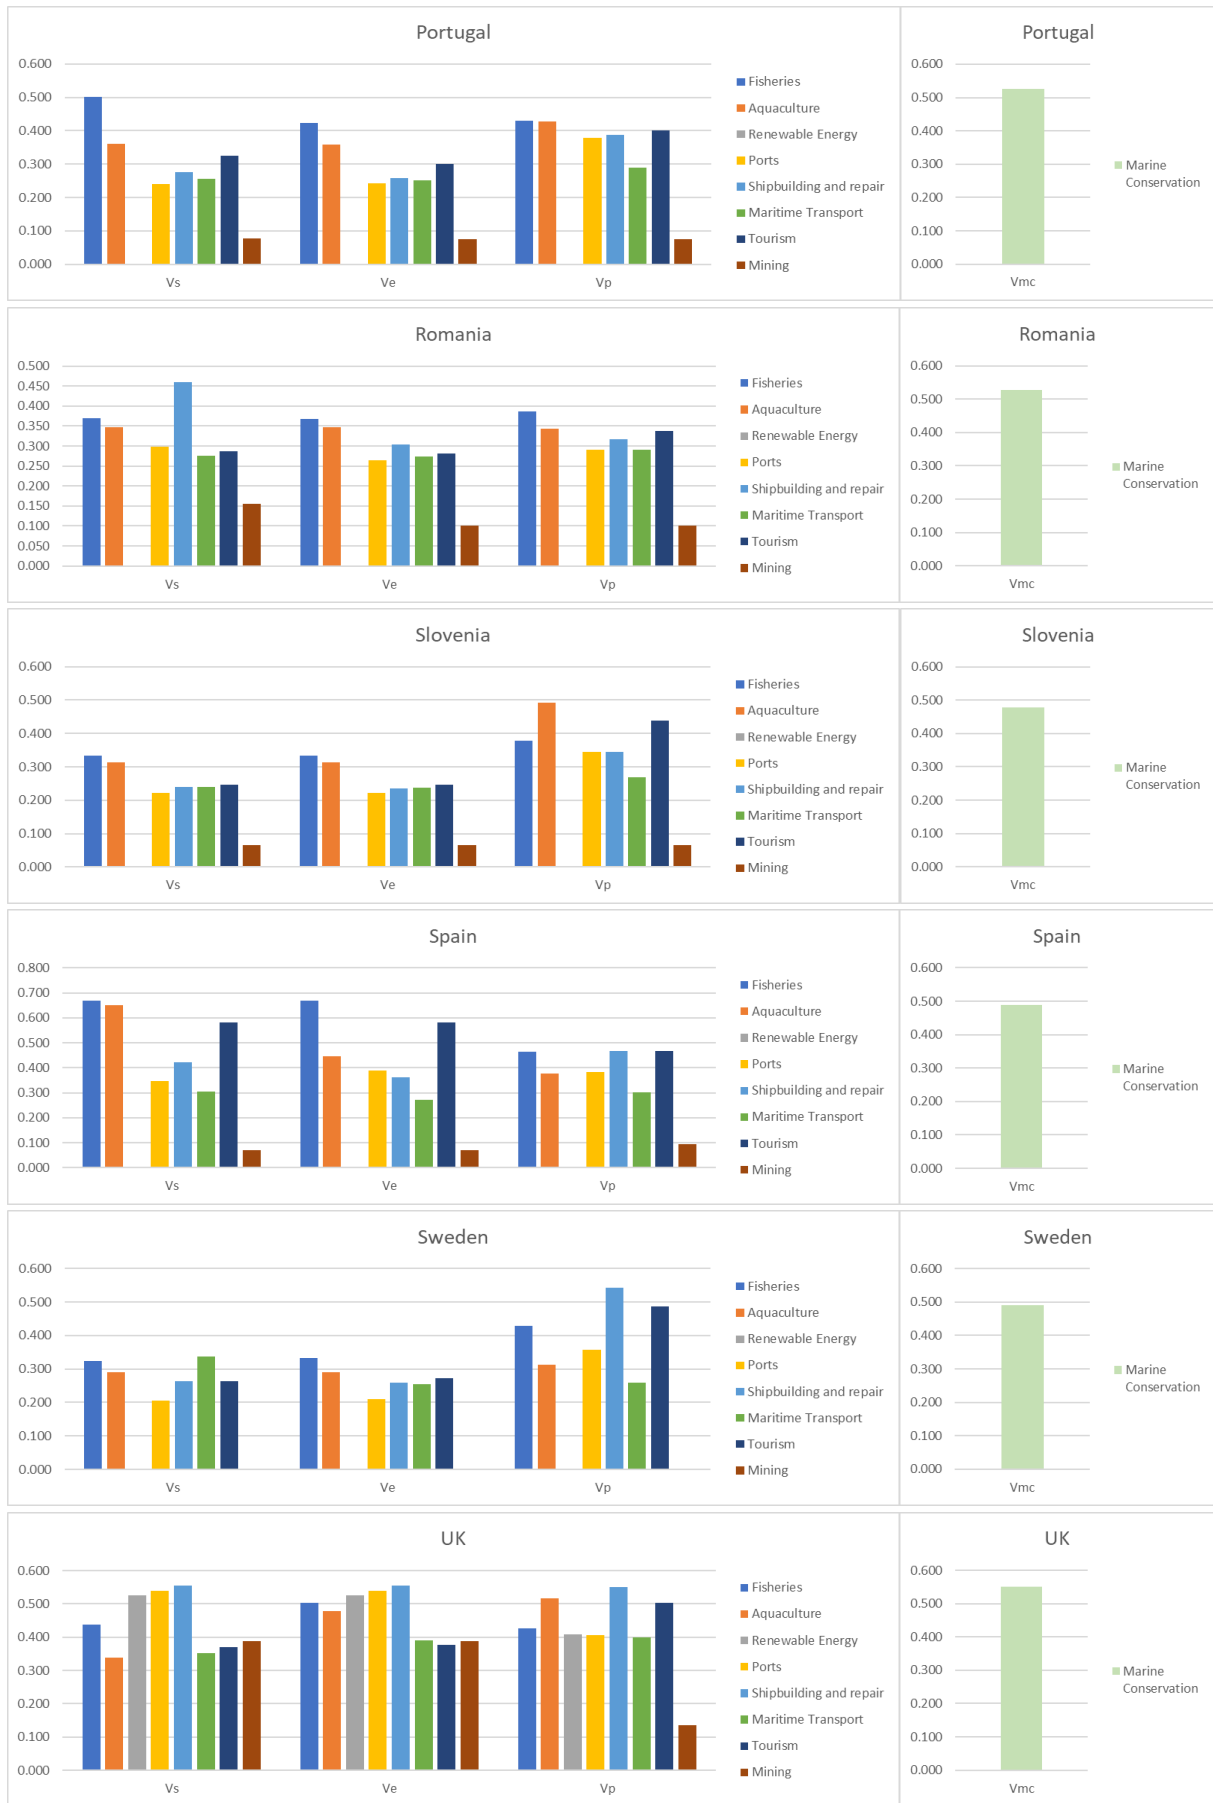 Portugal
0.600
0.500
0.400
0.300
0.200
0.100
0.000
Vs
Ve
Vp
Fisheries
Aquaculture
Renewable Energy
Ports
Shipbuilding and repair
Maritime Transport
Tourism
Mining
Portugal
0.600
0.500
0.400
0.300
0.200
0.100
0.000
Vmc
Marine
Conservation
Romania
0.500
0.450
0.400
0.350
0.300
0.250
0.200
0.150
0.100
0.050
0.000
Vs
Ve
Vp
Fisheries
Aquaculture
Renewable Energy
Ports
Shipbuilding and repair
Maritime Transport
Tourism
Mining
Romania
0.600
0.500
0.400
0.300
0.200
0.100
0.000
Vmc
Marine
Conservation
Slovenia
0.600
0.500
0.400
0.300
0.200
0.100
0.000
Vs
Ve
Vp
Fisheries
Aquaculture
Renewable Energy
Ports
Shipbuilding and repair
Maritime Transport
Tourism
Mining
Slovenia
0.600
0.500
0.400
0.300
0.200
0.100
0.000
Vmc
Marine
Conservation
Spain
0.800
0.700
0.600
0.500
0.400
0.300
0.200
0.100
0.000
Vs
Ve
Vp
Fisheries
Aquaculture
Renewable Energy
Ports
Shipbuilding and repair
Maritime Transport
Tourism
Mining
Spain
0.600
0.500
0.400
0.300
0.200
0.100
0.000
Vmc
Marine
Conservation
Sweden
0.600
0.500
0.400
0.300
0.200
0.100
0.000
Vs
Ve
Vp
Fisheries
Aquaculture
Renewable Energy
Ports
Shipbuilding and repair
Maritime Transport
Tourism
Mining
Sweden
0.600
0.500
0.400
0.300
0.200
0.100
0.000
Vmc
Marine
Conservation
UK
0.600
0.500
0.400
0.300
0.200
0.100
0.000
Vs
Ve
Vp
Fisheries
Aquaculture
Renewable Energy
Ports
Shipbuilding and repair
Maritime Transport
Tourism
Mining
UK
0.600
0.500
0.400
0.300
0.200
0.100
0.000
Vmc
Marine
Conservation